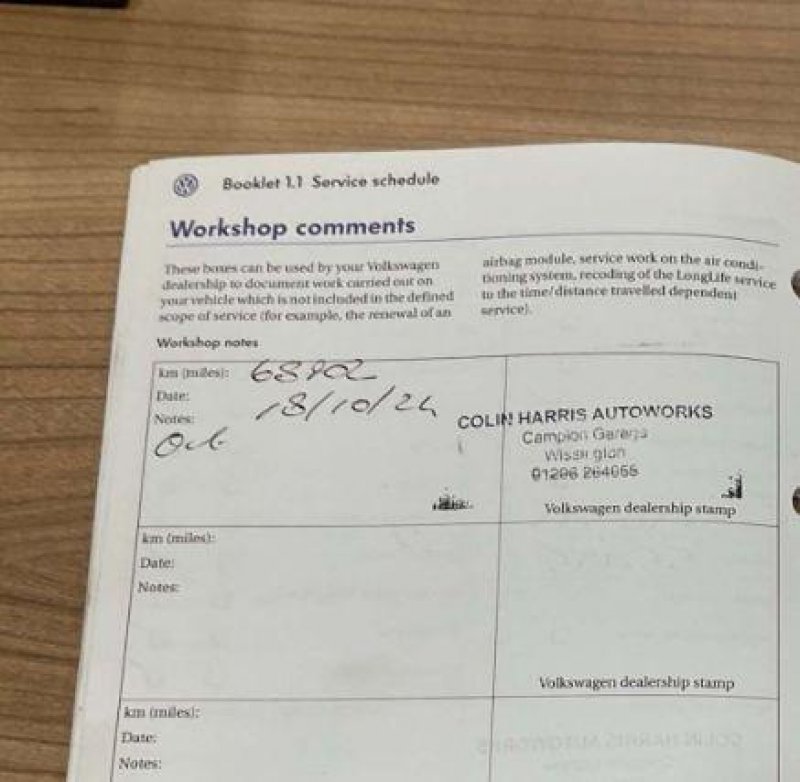 Booklet 1.1 Service schedule
Workshop comments
These boxes can be used by your Volkswagen
dealership to document work carried out on
your vehicle which is not included in the defined
scope of service (for example, the renewal of an
airbag module, service work on the air condi-
tioning system, recoding of the LongLife service
to the time/distance travelled dependent
service).
Workshop notes
km (miles):
Date: 18/10/24
Notes:
COLIN HARRIS AUTOWORKS
Campion Garage
Volkswagen dealership stamp
km (miles):
Date:
Notes:
Volkswagen dealership stamp
km (miles):
Date:
Notes: